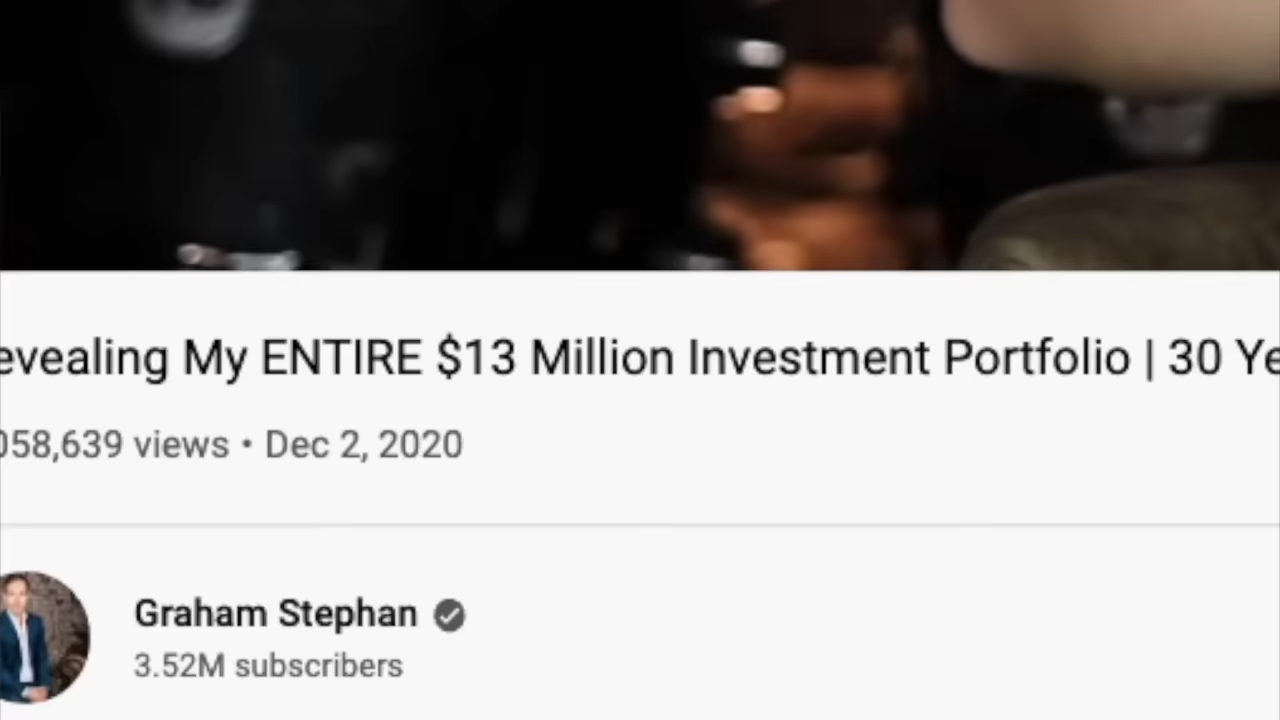 evealing My ENTIRE $13 Million Investment Portfolio | 30 Ye
058,639 views • Dec 2, 2020
Graham Stephan
3.52M subscribers